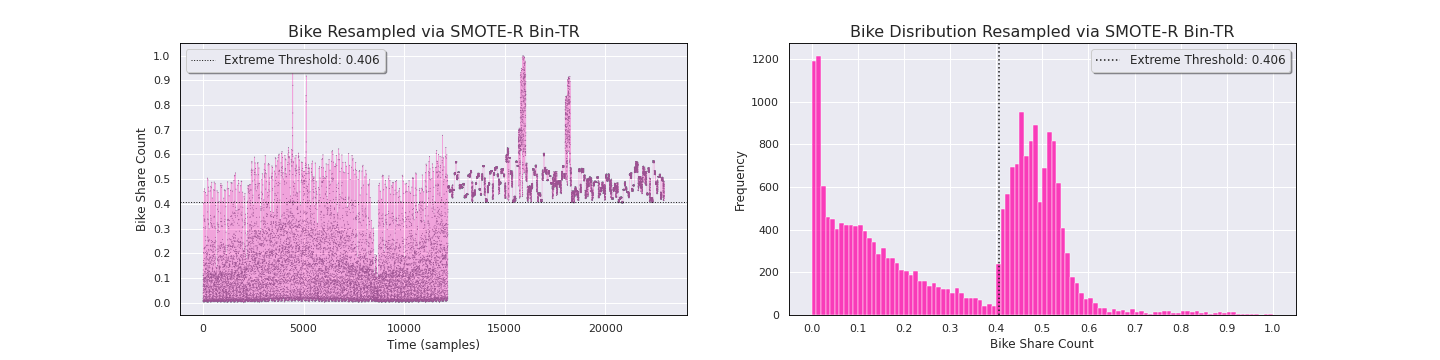 Bike Resampled via SMOTE-R Bin-TR
Extreme Threshold: 0.406
Bike Share Count
1.0
0.9
0.8
0.7
0.6
0.5
0.4
0.3
0.2
0.1
0.0
0 5000 10000 15000 20000
Time (samples)
Bike Disribution Resampled via SMOTE-R Bin-TR
Extreme Threshold: 0.406
Frequency
1200
1000
800
600
400
200
0
0.0 0.1 0.2 0.3 0.4 0.5 0.6 0.7 0.8 0.9 1.0
Bike Share Count